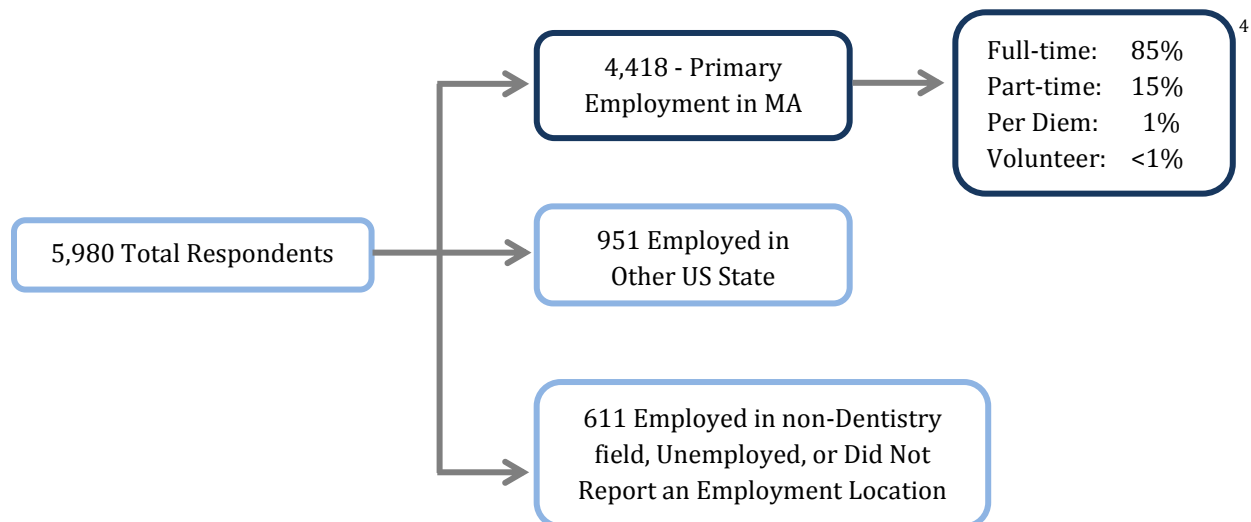 5,980 Total Respondents
4,418 - Primary
Employment in MA
Full-time: 85%
Part-time: 15%
Per Diem: 1%
Volunteer: <1%
4
951 Employed in
Other US State
611 Employed in non-Dentistry
field, Unemployed, or Did Not
Report an Employment Location